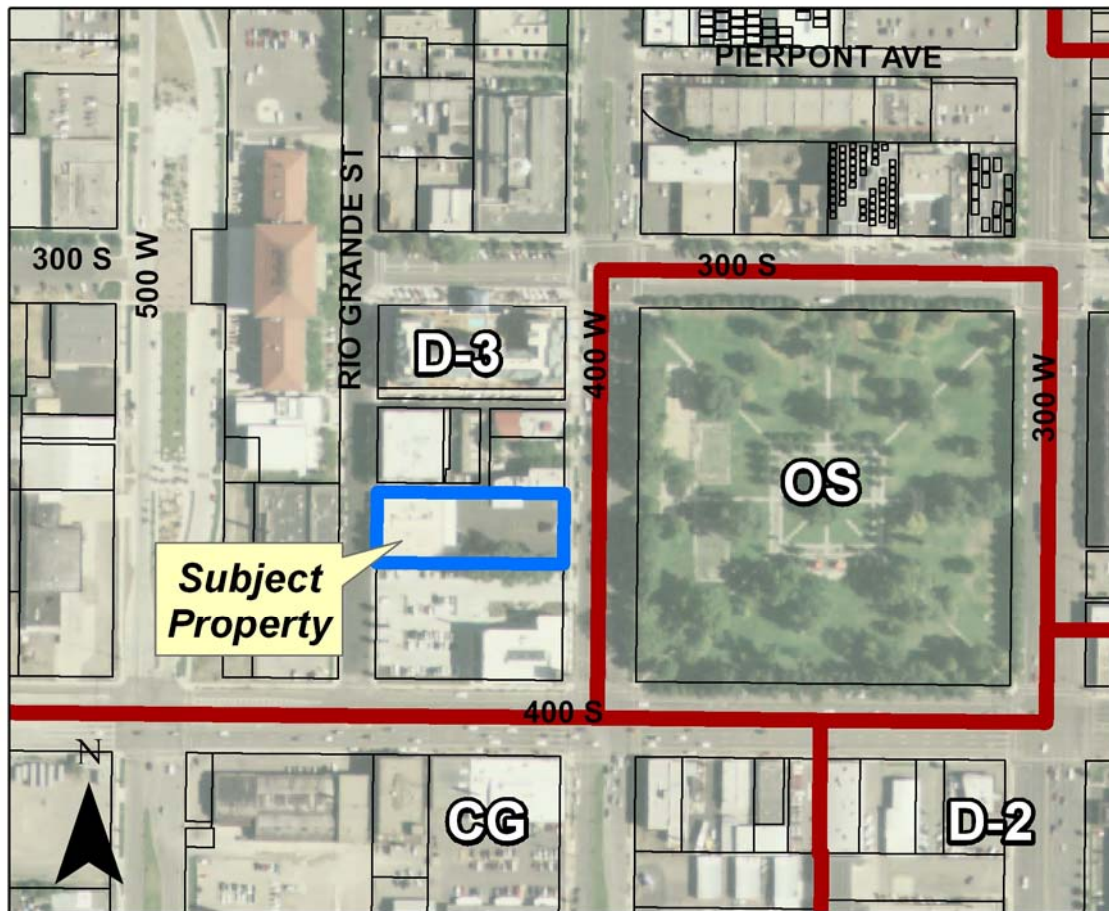 PIERPONT AVE
300 S
300 S
500 W
RIO GRANDE ST
D-3
400 W
300 W
OS
Subject
Property
400 S
N
CG
D-2